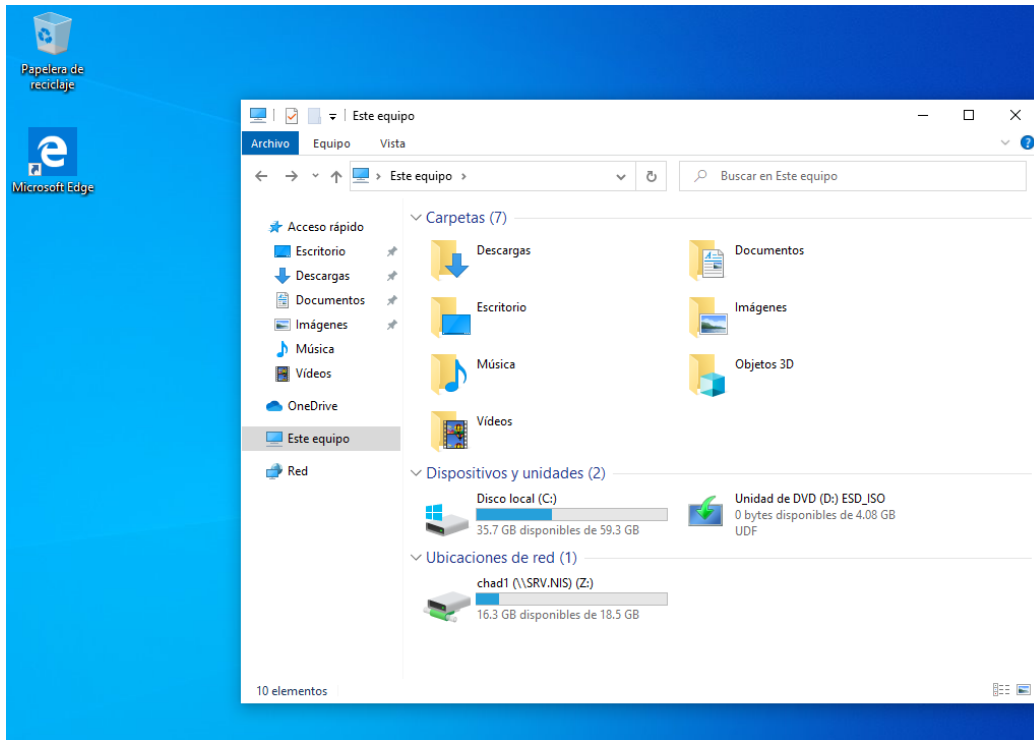 Papelera de
reciclaje
Microsoft Edge
Este equipo
Archivo Equipo Vista
Este equipo
Buscar en Este equipo
Acceso rápido
Escritorio
Descargas
Documentos
Imágenes
Música
Vídeos
OneDrive
Este equipo
Red
Carpetas (7)
Descargas
Documentos
Escritorio
Imágenes
Música
Objetos 3D
Vídeos
Dispositivos y unidades (2)
Disco local (C:)
35.7 GB disponibles de 59.3 GB
Unidad de DVD (D:) ESD_ISO
0 bytes disponibles de 4.08 GB
UDF
Ubicaciones de red (1)
chad1 (\\SRV.NIS) (Z:)
16.3 GB disponibles de 18.5 GB
10 elementos